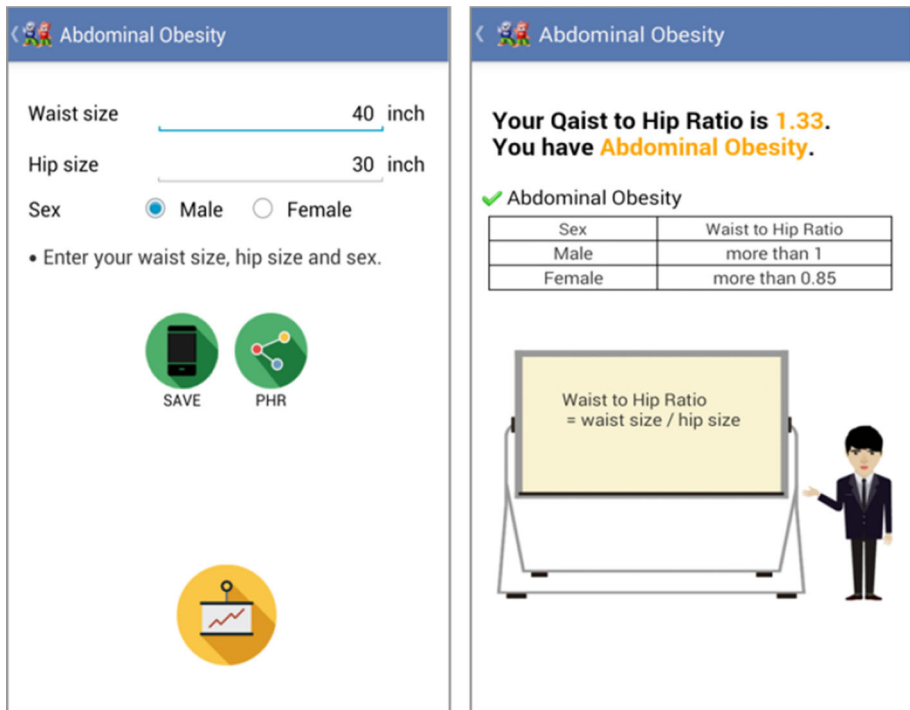 Abdominal Obesity
Waist size 40 inch
Hip size 30 inch
Sex Male Female
• Enter your waist size, hip size and sex.
SAVE PHR
Abdominal Obesity
Your Qaist to Hip Ratio is 1.33.
You have Abdominal Obesity.
Abdominal Obesity
Sex Waist to Hip Ratio
Male more than 1
Female more than 0.85
Waist to Hip Ratio
= waist size / hip size